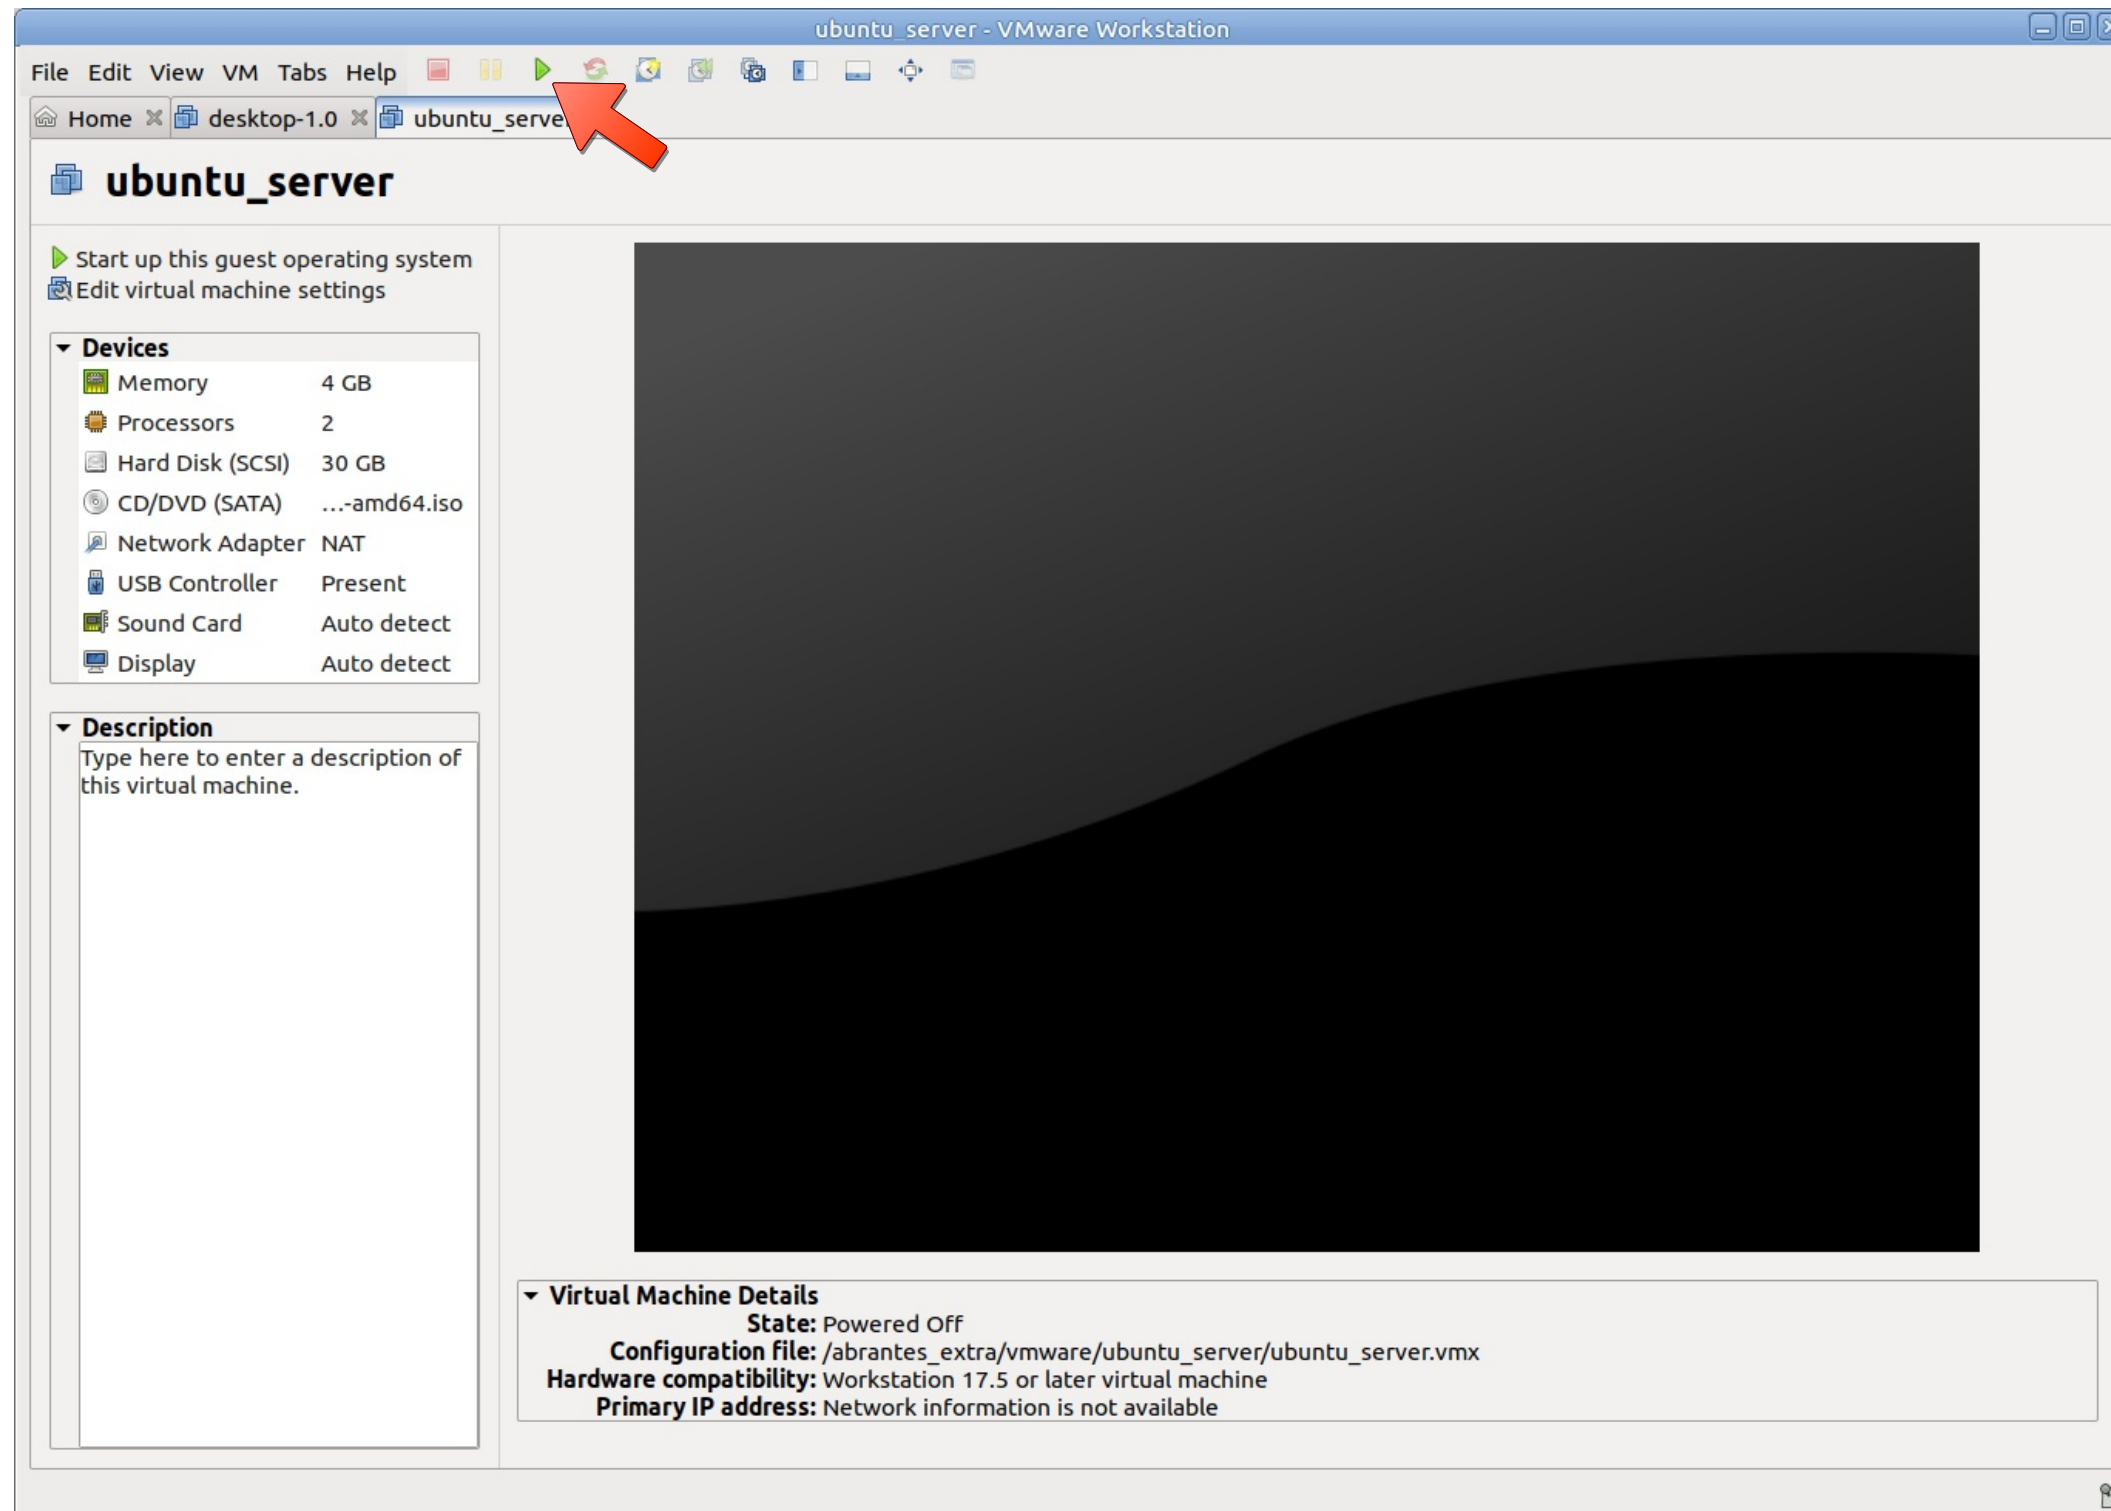 ubuntu_server - VMware Workstation
File Edit View VM Tabs Help
Home desktop-1.0 ubuntu_server
ubuntu_server
Start up this guest operating system
Edit virtual machine settings
Devices
Memory 4 GB
Processors 2
Hard Disk (SCSI) 30 GB
CD/DVD (SATA) ...-amd64.iso
Network Adapter NAT
USB Controller Present
Sound Card Auto detect
Display Auto detect
Description
Type here to enter a description of
this virtual machine.
Virtual Machine Details
State: Powered Off
Configuration file: /abrantes_extra/vmware/ubuntu_server/ubuntu_server.vmx
Hardware compatibility: Workstation 17.5 or later virtual machine
Primary IP address: Network information is not available